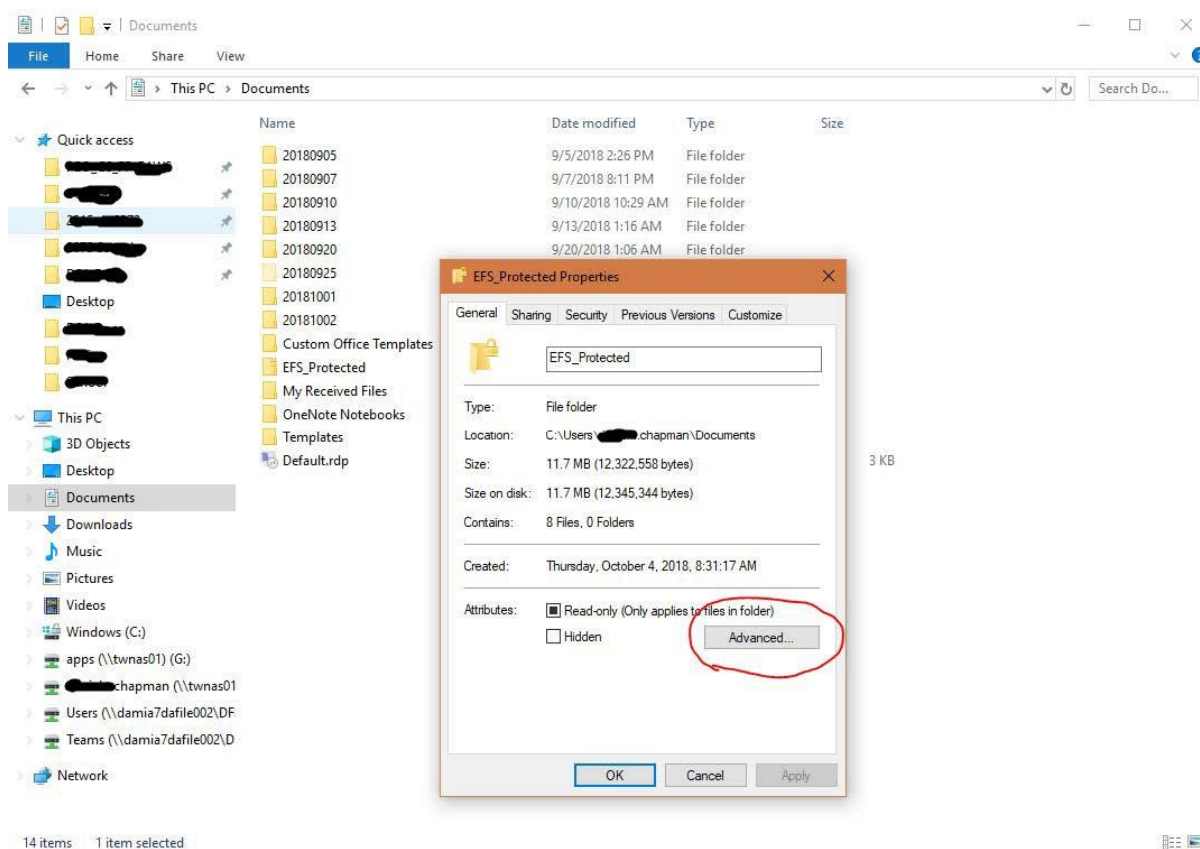 Documents
File Home Share View
This PC Documents
Search Do...
Name Date modified Type Size
Quick access
Desktop
This PC
3D Objects
Desktop
Documents
Downloads
Music
Pictures
Videos
Windows (C:)
apps (\\twnas01) (G:)
chapman (\\twnas01
Users (\\damia7dafile002\DF
Teams (\\damia7dafile002\D
Network
20180905 9/5/2018 2:26 PM File folder
20180907 9/7/2018 8:11 PM File folder
20180910 9/10/2018 10:29 AM File folder
20180913 9/13/2018 1:16 AM File folder
20180920 9/20/2018 1:06 AM File folder
20180925
20181001
20181002
Custom Office Templates
EFS_Protected
My Received Files
OneNote Notebooks
Templates
Default.rdp 3 KB
EFS_Protected Properties
General Sharing Security Previous Versions Customize
EFS_Protected
Type: File folder
Location: C:\Users\ .chapman\Documents
Size: 11.7 MB (12,322,558 bytes)
Size on disk: 11.7 MB (12,345,344 bytes)
Contains: 8 Files, 0 Folders
Created: Thursday, October 4, 2018, 8:31:17 AM
Attributes: Read-only (Only applies to files in folder)
Hidden
Advanced...
OK Cancel Apply
14 items 1 item selected